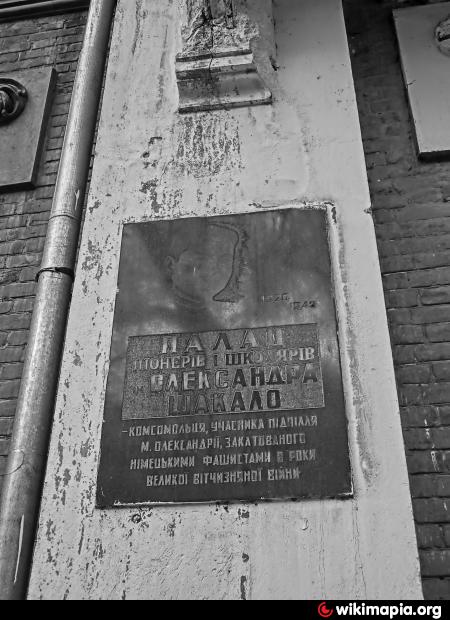 1926
1942
ПАЛАЦ
ПІОНЕРІВ І ШКОЛЯРІВ
ОЛЕКСАНДРА
ШАКАЛО
–КОМСОМОЛЬЦЯ, УЧАСНИКА ПІДПІЛЛЯ
М. ОЛЕКСАНДРІЇ, ЗАКАТОВАНОГО
НІМЕЦЬКИМИ ФАШИСТАМИ В РОКИ
ВЕЛИКОЇ ВІТЧИЗНЯНОЇ ВІЙНИ
wikimapia.org